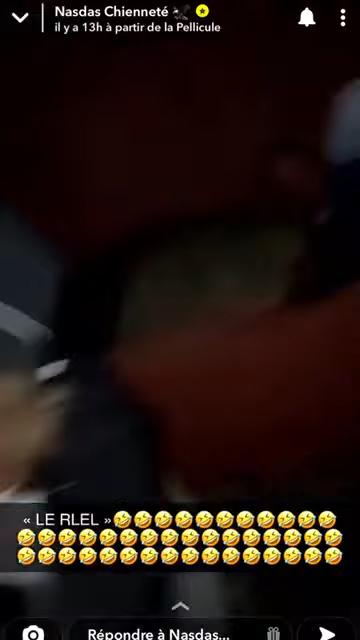 Nasdas Chienneté
il y a 13h à partir de la Pellicule
« LE RLEL »🤣🤣🤣🤣🤣🤣🤣🤣🤣🤣🤣
🤣🤣🤣🤣🤣🤣🤣🤣🤣🤣🤣🤣🤣🤣🤣🤣
🤣🤣🤣🤣🤣🤣🤣🤣🤣🤣🤣🤣🤣🤣🤣🤣
Répondre à Nasdas...